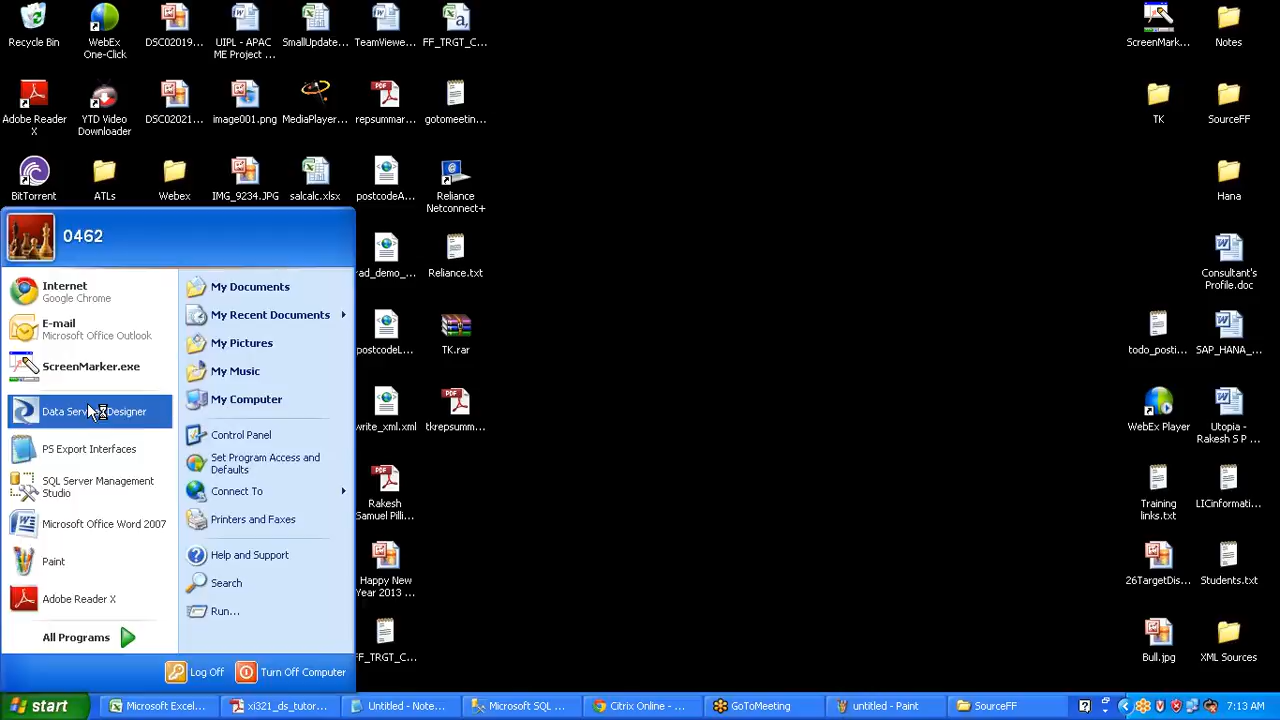 Recycle Bin
WebEx One-Click
DSC02019...
UIPL - APAC ME Project ...
SmallUpdate...
TeamViewe...
FF_TRGT_C...
ScreenMark...
Notes
Adobe Reader X
YTD Video Downloader
DSC02021...
image001.png
MediaPlayer...
repsummar...
gotomeetin...
TK
SourceFF
BitTorrent
ATLs
Webex
IMG_9234.JPG
salcalc.xlsx
postcodeA...
Reliance Netconnect+
Hana
0462
Internet
Google Chrome
E-mail
Microsoft Office Outlook
ScreenMarker.exe
Designer
PS Export Interfaces
SQL Server Management
Studio
Microsoft Office Word 2007
Paint
Adobe Reader X
All Programs
My Documents
My Recent Documents
My Pictures
My Music
My Computer
Control Panel
Set Program Access and
Defaults
Connect To
Printers and Faxes
Help and Support
Search
Run...
Log Off
Turn Off Computer
rad_demo_...
Reliance.txt
Consultant's
Profile.doc
postcodeL...
TK.rar
todo_posti...
SAP_HANA_...
write_xml.xml
tkrepsumm...
WebEx Player
Utopia -
Rakesh S P ...
Rakesh
Samuel Pilli...
Training
links.txt
LICinformati...
Happy New
Year 2013 ...
26TargetDis...
Students.txt
FF_TRGT_C...
Bull.jpg
XML Sources
start
Microsoft Excel...
xi321_ds_tutor...
Untitled - Note...
Microsoft SQL ...
Citrix Online - ...
GoToMeeting
untitled - Paint
SourceFF
7:13 AM